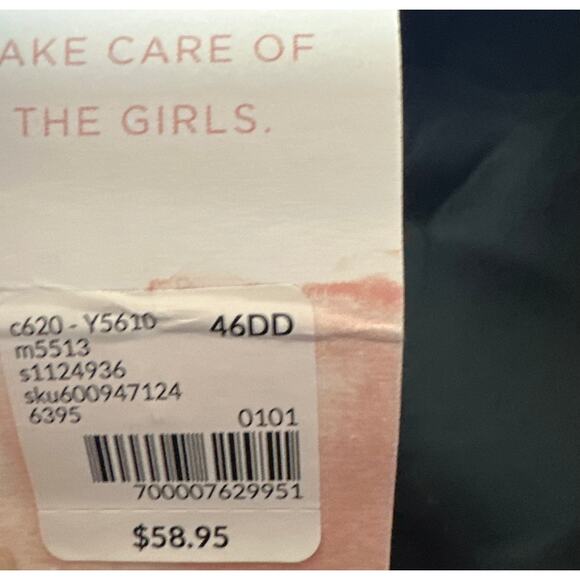 AKE CARE OF
THE GIRLS.
c620 - Y5610 46DD
m5513
s1124936
sku600947124
6395 0101
700007629951
$58.95